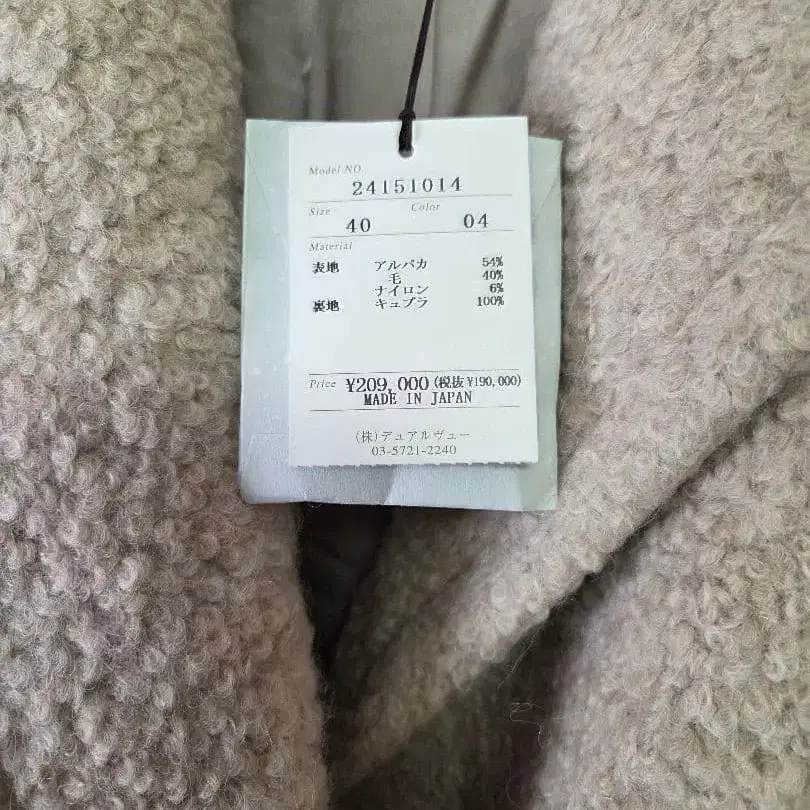 Model NO.
24151014
Size 40 Color 04
Material
表地 アルパカ 54%
毛 40%
ナイロン 6%
裏地 キュプラ 100%
Price ¥209,000 (税抜 ¥190,000)
MADE IN JAPAN
(株)デュアルヴュー
03-5721-2240